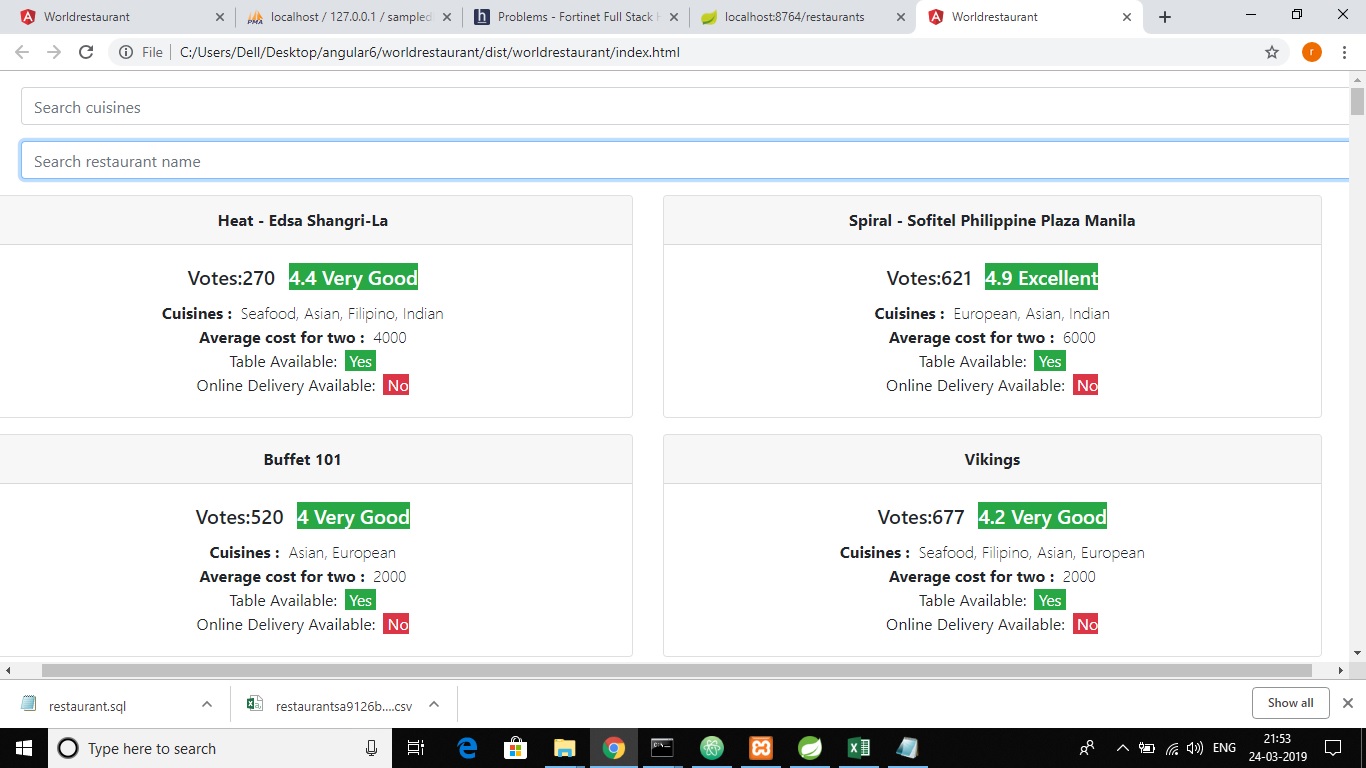 Worldrestaurant
localhost / 127.0.0.1 / sampled
Problems - Fortinet Full Stack
localhost:8764/restaurants
Worldrestaurant
File
C:/Users/Dell/Desktop/angular6/worldrestaurant/dist/worldrestaurant/index.html
r
Search cuisines
Search restaurant name
Heat - Edsa Shangri-La
Votes:270 4.4 Very Good
Cuisines : Seafood, Asian, Filipino, Indian
Average cost for two : 4000
Table Available: Yes
Online Delivery Available: No
Spiral - Sofitel Philippine Plaza Manila
Votes:621 4.9 Excellent
Cuisines : European, Asian, Indian
Average cost for two : 6000
Table Available: Yes
Online Delivery Available: No
Buffet 101
Votes:520 4 Very Good
Cuisines : Asian, European
Average cost for two : 2000
Table Available: Yes
Online Delivery Available: No
Vikings
Votes:677 4.2 Very Good
Cuisines : Seafood, Filipino, Asian, European
Average cost for two : 2000
Table Available: Yes
Online Delivery Available: No
restaurant.sql
restaurantsa9126b....csv
Show all
Type here to search
ENG
21:53
24-03-2019